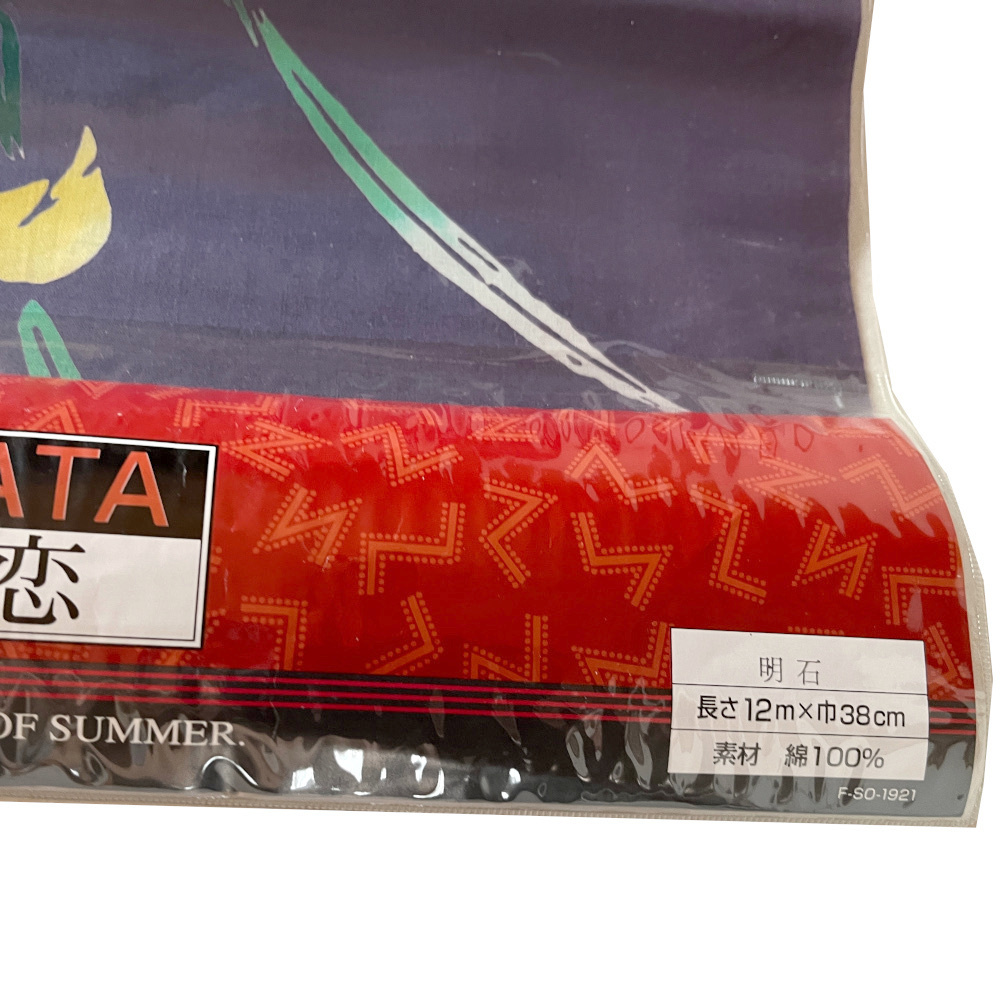 ATA
恋
OF SUMMER.
明石
長さ12m×巾38cm
素材 綿100%
F-SO-1921